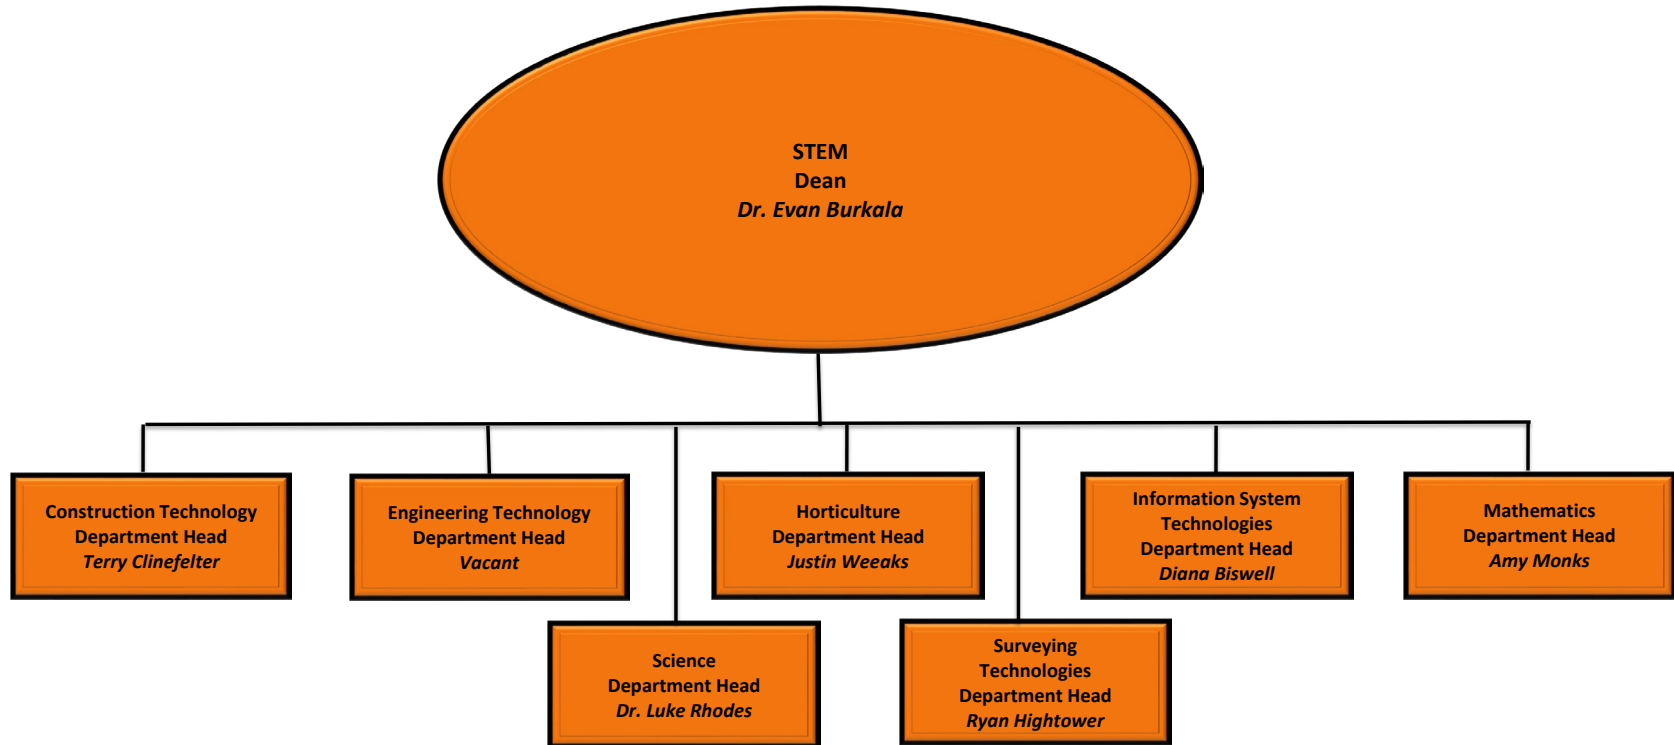 STEM
Dean
Dr. Evan Burkala
Construction Technology
Department Head
Terry Clinefelter
Engineering Technology
Department Head
Vacant
Horticulture
Department Head
Justin Weeaks
Information System
Technologies
Department Head
Diana Biswell
Mathematics
Department Head
Amy Monks
Science
Department Head
Dr. Luke Rhodes
Surveying
Technologies
Department Head
Ryan Hightower